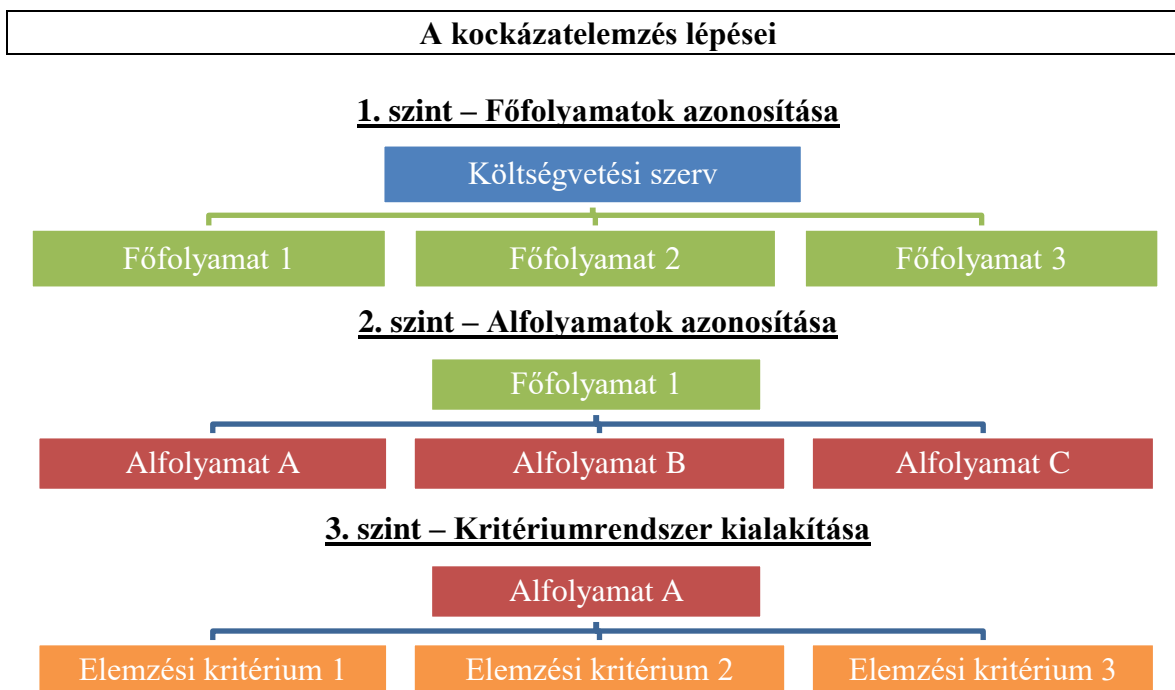 A kockázatelemzés lépései
1. szint – Főfolyamatok azonosítása
Költségvetési szerv
Főfolyamat 1
Főfolyamat 2
Főfolyamat 3
2. szint – Alfolyamatok azonosítása
Főfolyamat 1
Alfolyamat A
Alfolyamat B
Alfolyamat C
3. szint – Kritériumrendszer kialakítása
Alfolyamat A
Elemzési kritérium 1
Elemzési kritérium 2
Elemzési kritérium 3